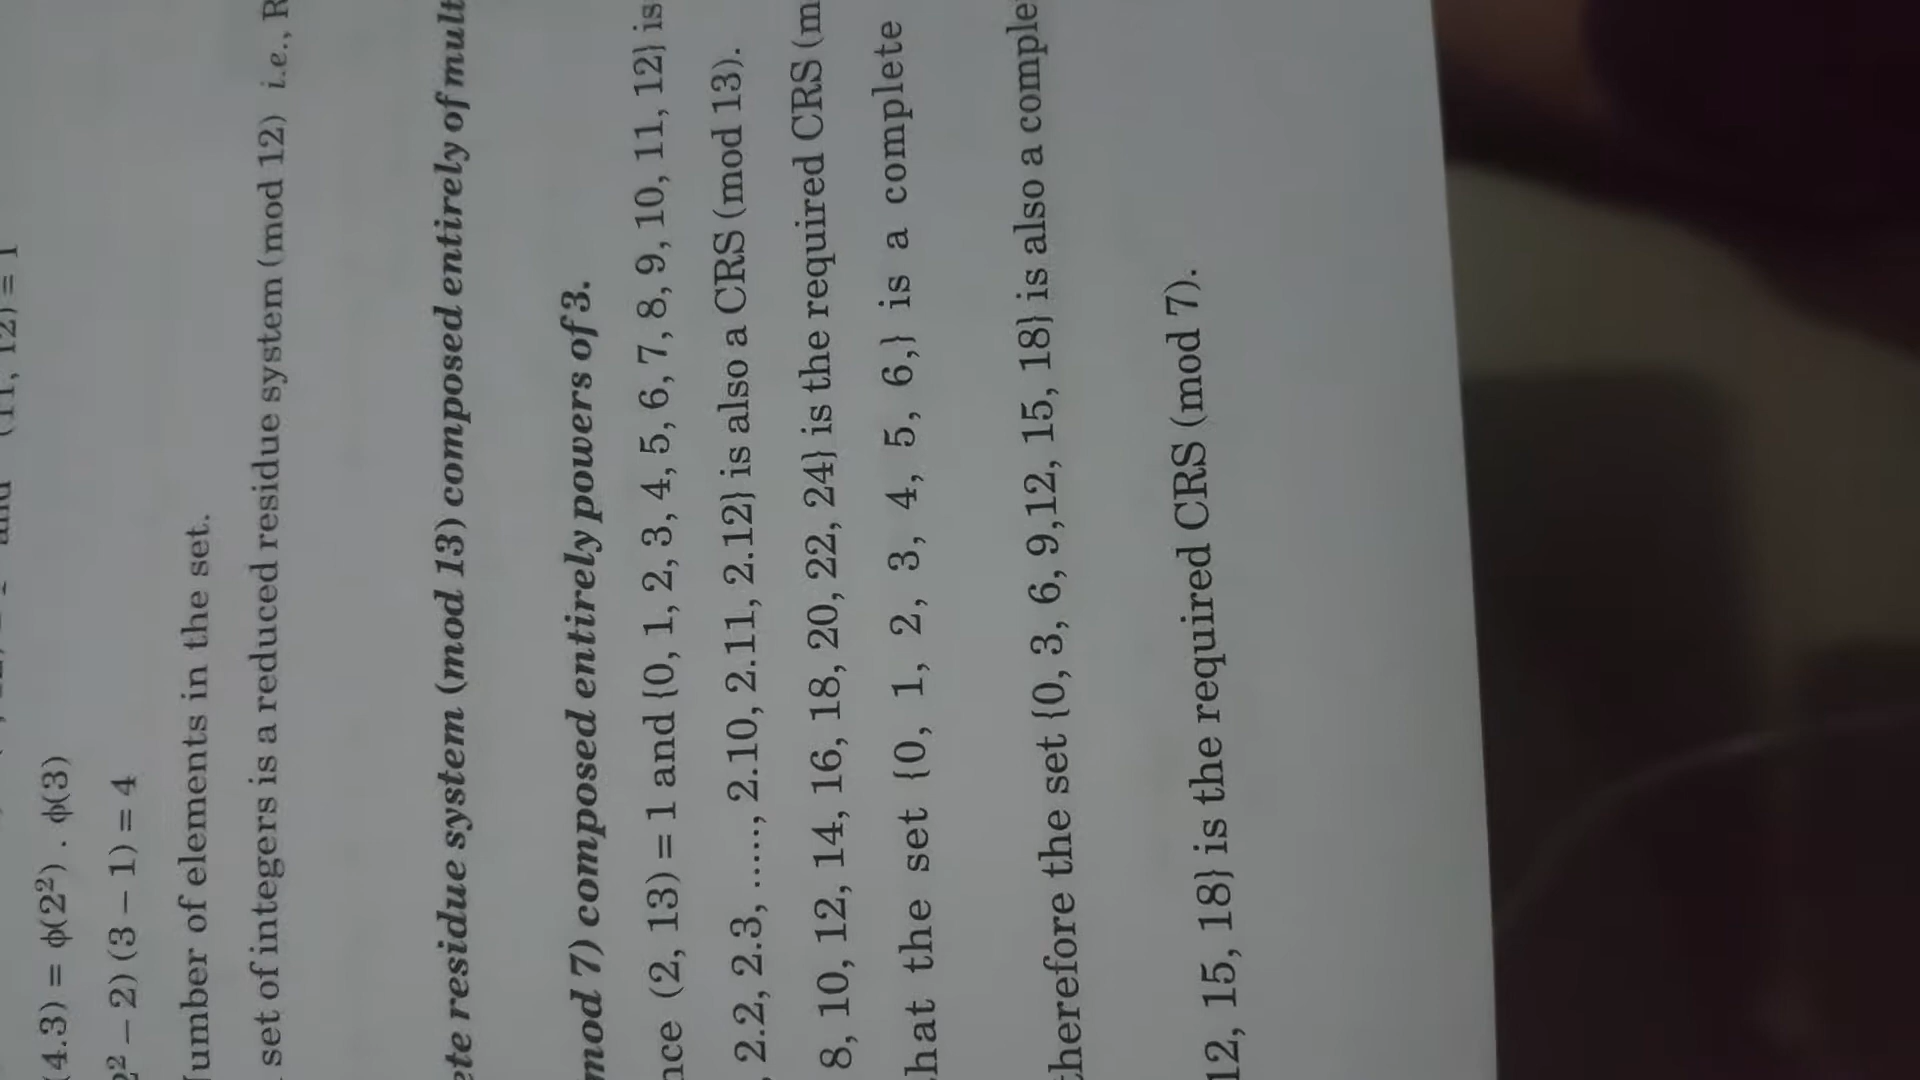 (4.3) = ϕ(2²) . ϕ(3)
2² – 2) (3 – 1) = 4
umber of elements in the set.
set of integers is a reduced residue system (mod 12) i.e., R
residue system (mod 13) composed entirely of mult
mod 7) composed entirely powers of 3.
(2, 13) = 1 and {0, 1, 2, 3, 4, 5, 6, 7, 8, 9, 10, 11, 12} is
, 2.2, 2.3, ....., 2.10, 2.11, 2.12} is also a CRS (mod 13).
8, 10, 12, 14, 16, 18, 20, 22, 24} is the required CRS (m
hat the set {0, 1, 2, 3, 4, 5, 6,} is a complete
therefore the set {0, 3, 6, 9,12, 15, 18} is also a comple
12, 15, 18} is the required CRS (mod 7).